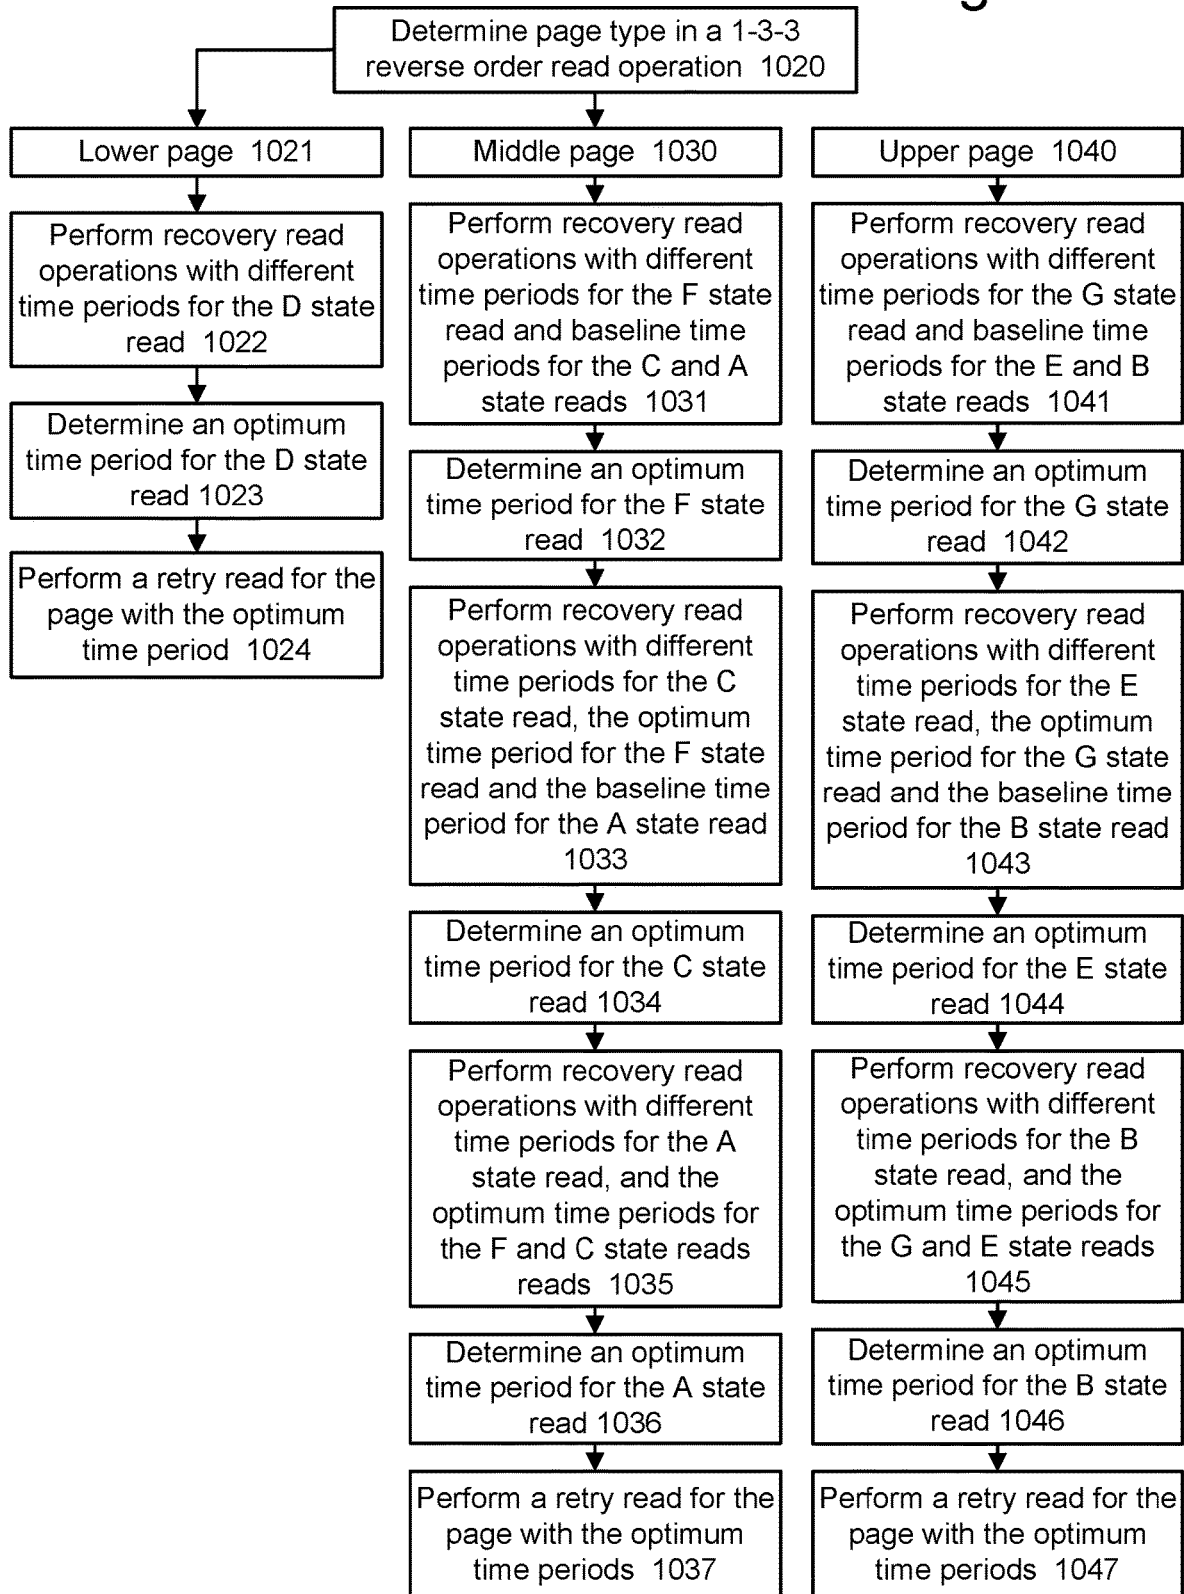 Determine page type in a 1-3-3
reverse order read operation 1020
Lower page 1021
Perform recovery read
operations with different
time periods for the D state
read 1022
Determine an optimum
time period for the D state
read 1023
Perform a retry read for the
page with the optimum
time period 1024
Middle page 1030
Perform recovery read
operations with different
time periods for the F state
read and baseline time
periods for the C and A
state reads 1031
Determine an optimum
time period for the F state
read 1032
Perform recovery read
operations with different
time periods for the C
state read, the optimum
time period for the F state
read and the baseline time
period for the A state read
1033
Determine an optimum
time period for the C state
read 1034
Perform recovery read
operations with different
time periods for the A
state read, and the
optimum time periods for
the F and C state reads
reads 1035
Determine an optimum
time period for the A state
read 1036
Perform a retry read for the
page with the optimum
time periods 1037
Upper page 1040
Perform recovery read
operations with different
time periods for the G state
read and baseline time
periods for the E and B
state reads 1041
Determine an optimum
time period for the G state
read 1042
Perform recovery read
operations with different
time periods for the E
state read, the optimum
time period for the G state
read and the baseline time
period for the B state read
1043
Determine an optimum
time period for the E state
read 1044
Perform recovery read
operations with different
time periods for the B
state read, and the
optimum time periods for
the G and E state reads
1045
Determine an optimum
time period for the B state
read 1046
Perform a retry read for the
page with the optimum
time periods 1047